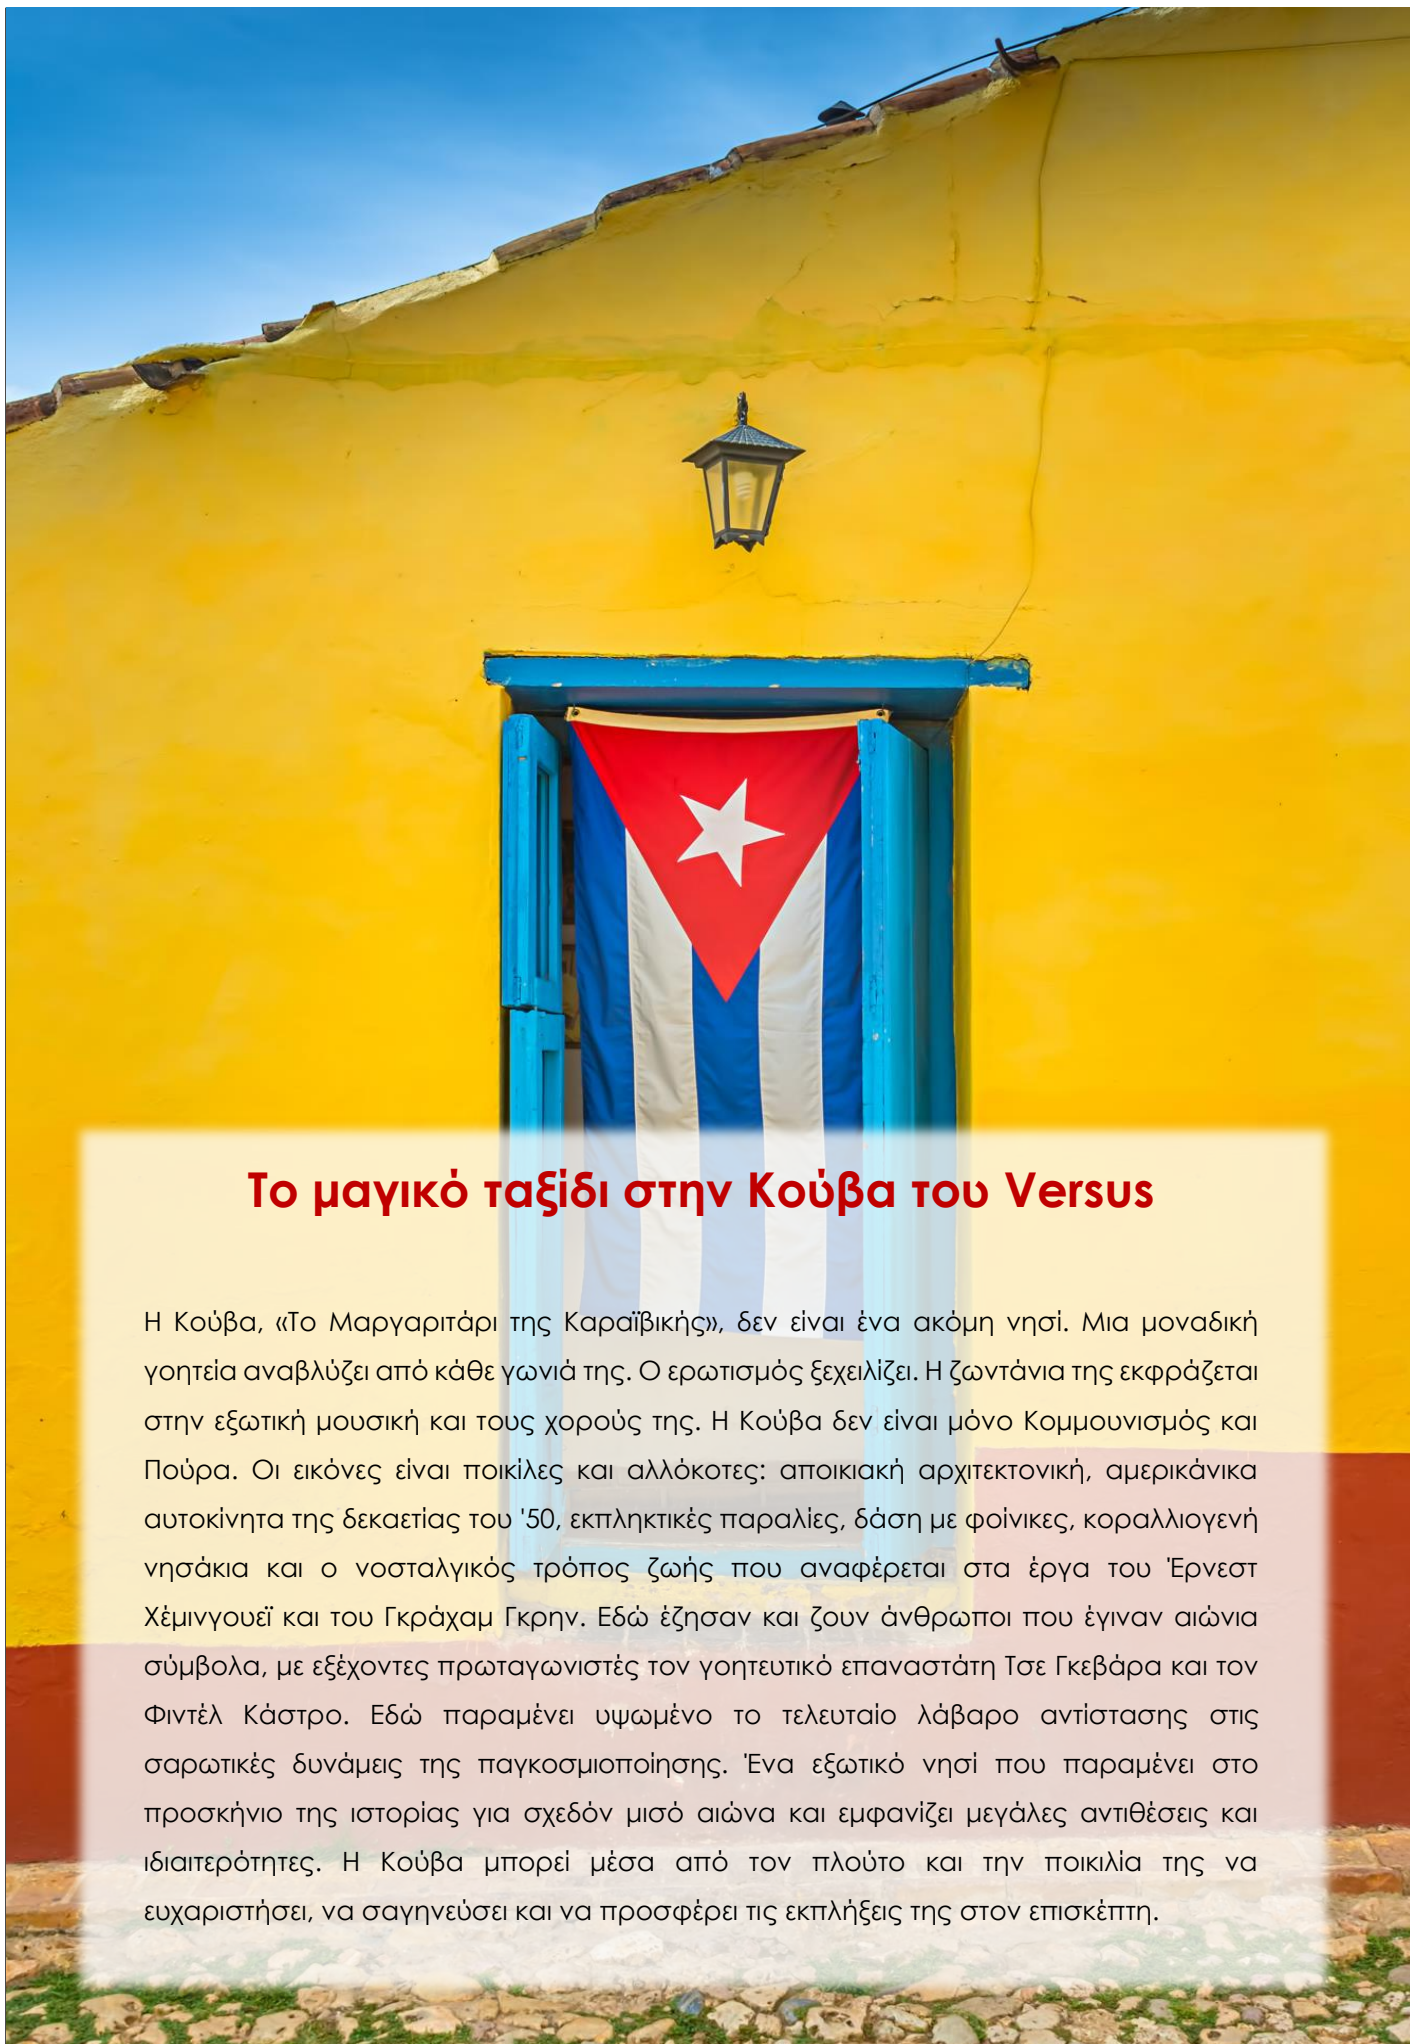 Το μαγικό ταξίδι στην Κούβα του Versus
Η Κούβα, «Το Μαργαριτάρι της Καραϊβικής», δεν είναι ένα ακόμη νησί. Μια μοναδική
γοητεία αναβλύζει από κάθε γωνιά της. Ο ερωτισμός ξεχειλίζει. Η ζωντάνια της εκφράζεται
στην εξωτική μουσική και τους χορούς της. Η Κούβα δεν είναι μόνο Κομμουνισμός και
Πούρα. Οι εικόνες είναι ποικίλες και αλλόκοτες: αποικιακή αρχιτεκτονική, αμερικάνικα
αυτοκίνητα της δεκαετίας του '50, εκπληκτικές παραλίες, δάση με φοίνικες, κοραλλιογενή
νησάκια και ο νοσταλγικός τρόπος ζωής που αναφέρεται στα έργα του Έρνεστ
Χέμινγουεϊ και του Γκράχαμ Γκρην. Εδώ έζησαν και ζουν άνθρωποι που έγιναν αιώνια
σύμβολα, με εξέχοντες πρωταγωνιστές τον γοητευτικό επαναστάτη Τσε Γκεβάρα και τον
Φιντέλ Κάστρο. Εδώ παραμένει υψωμένο το τελευταίο λάβαρο αντίστασης στις
σαρωτικές δυνάμεις της παγκοσμιοποίησης. Ένα εξωτικό νησί που παραμένει στο
προσκήνιο της ιστορίας για σχεδόν μισό αιώνα και εμφανίζει μεγάλες αντιθέσεις και
ιδιαιτερότητες. Η Κούβα μπορεί μέσα από τον πλούτο και την ποικιλία της να
ευχαριστήσει, να σαγηνεύσει και να προσφέρει τις εκπλήξεις της στον επισκέπτη.